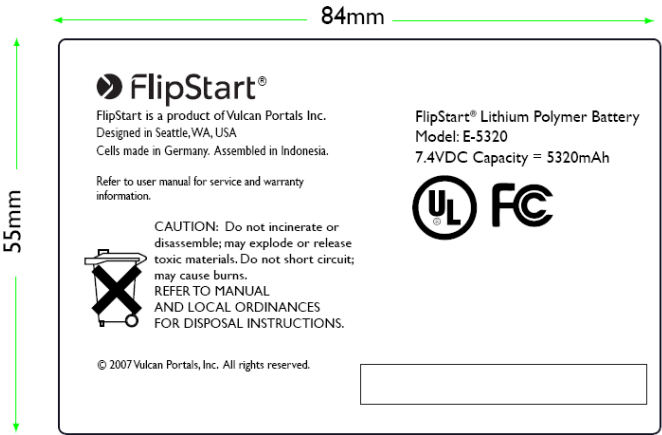 84mm
55mm
FlipStart®
FlipStart is a product of Vulcan Portals Inc.
Designed in Seattle, WA, USA
Cells made in Germany. Assembled in Indonesia.
Refer to user manual for service and warranty
information.
CAUTION: Do not incinerate or
disassemble; may explode or release
toxic materials. Do not short circuit;
may cause burns.
REFER TO MANUAL
AND LOCAL ORDINANCES
FOR DISPOSAL INSTRUCTIONS.
© 2007 Vulcan Portals, Inc. All rights reserved.
FlipStart® Lithium Polymer Battery
Model: E-5320
7.4VDC Capacity = 5320mAh
UL® FC